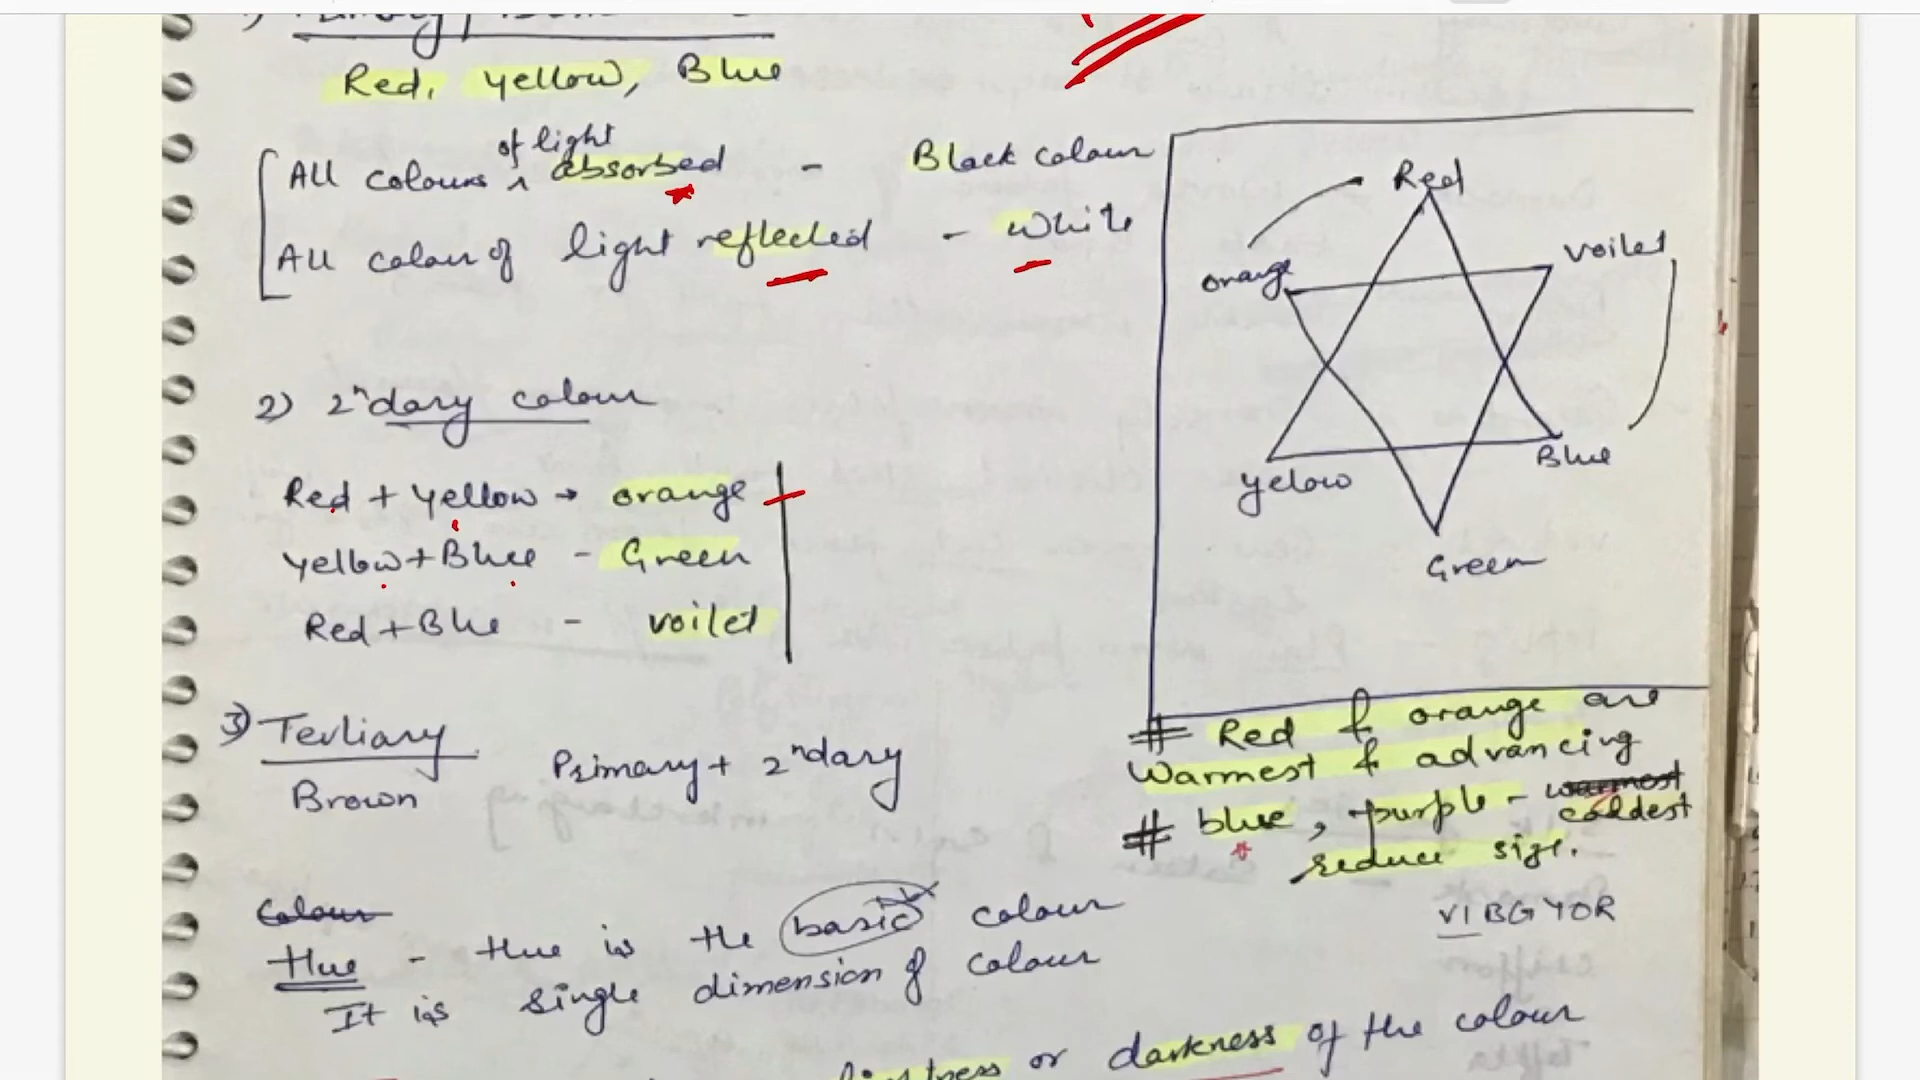 Red, yellow, Blue
of light
All colours ^ absorbed - Black colour
All colour of light reflected - white
2) 2ⁿdary colour
Red + yellow → orange
yellow + Blue - Green
Red + Blue - voilet
3) Tertiary
Primary + 2ⁿdary
Brown
Red
voilet
orange
yelow
Blue
Green
# Red & orange are
warmest & advancing
# blue, purple - warmest
coldest
reduce size.
VIBGYOR
Colour
Hue - Hue is the basic colour
It is single dimension of colour
or darkness of the colour